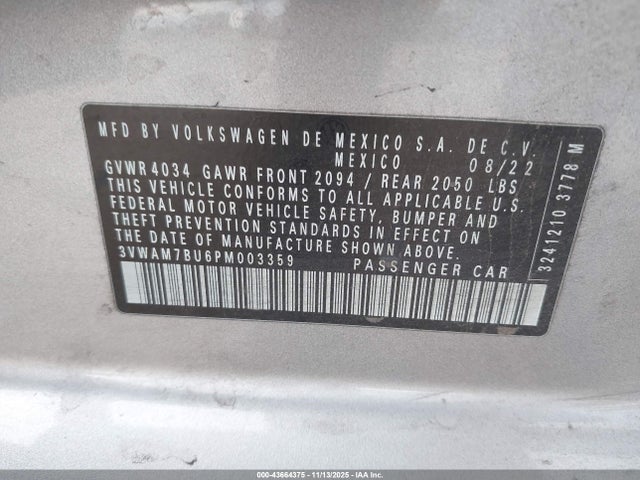 MFD BY VOLKSWAGEN DE MEXICO S.A. DE C.V.
MEXICO 08/22
GVWR 4034 GAWR FRONT 2094 / REAR 2050 LBS
THIS VEHICLE CONFORMS TO ALL APPLICABLE U.S.
FEDERAL MOTOR VEHICLE SAFETY, BUMPER AND
THEFT PREVENTION STANDARDS IN EFFECT ON
THE DATE OF MANUFACTURE SHOWN ABOVE.
3VWAM7BU6PM003359 PASSENGER CAR
3241210 3778 M
000-43664375 - 11/13/2025 - IAA Inc.